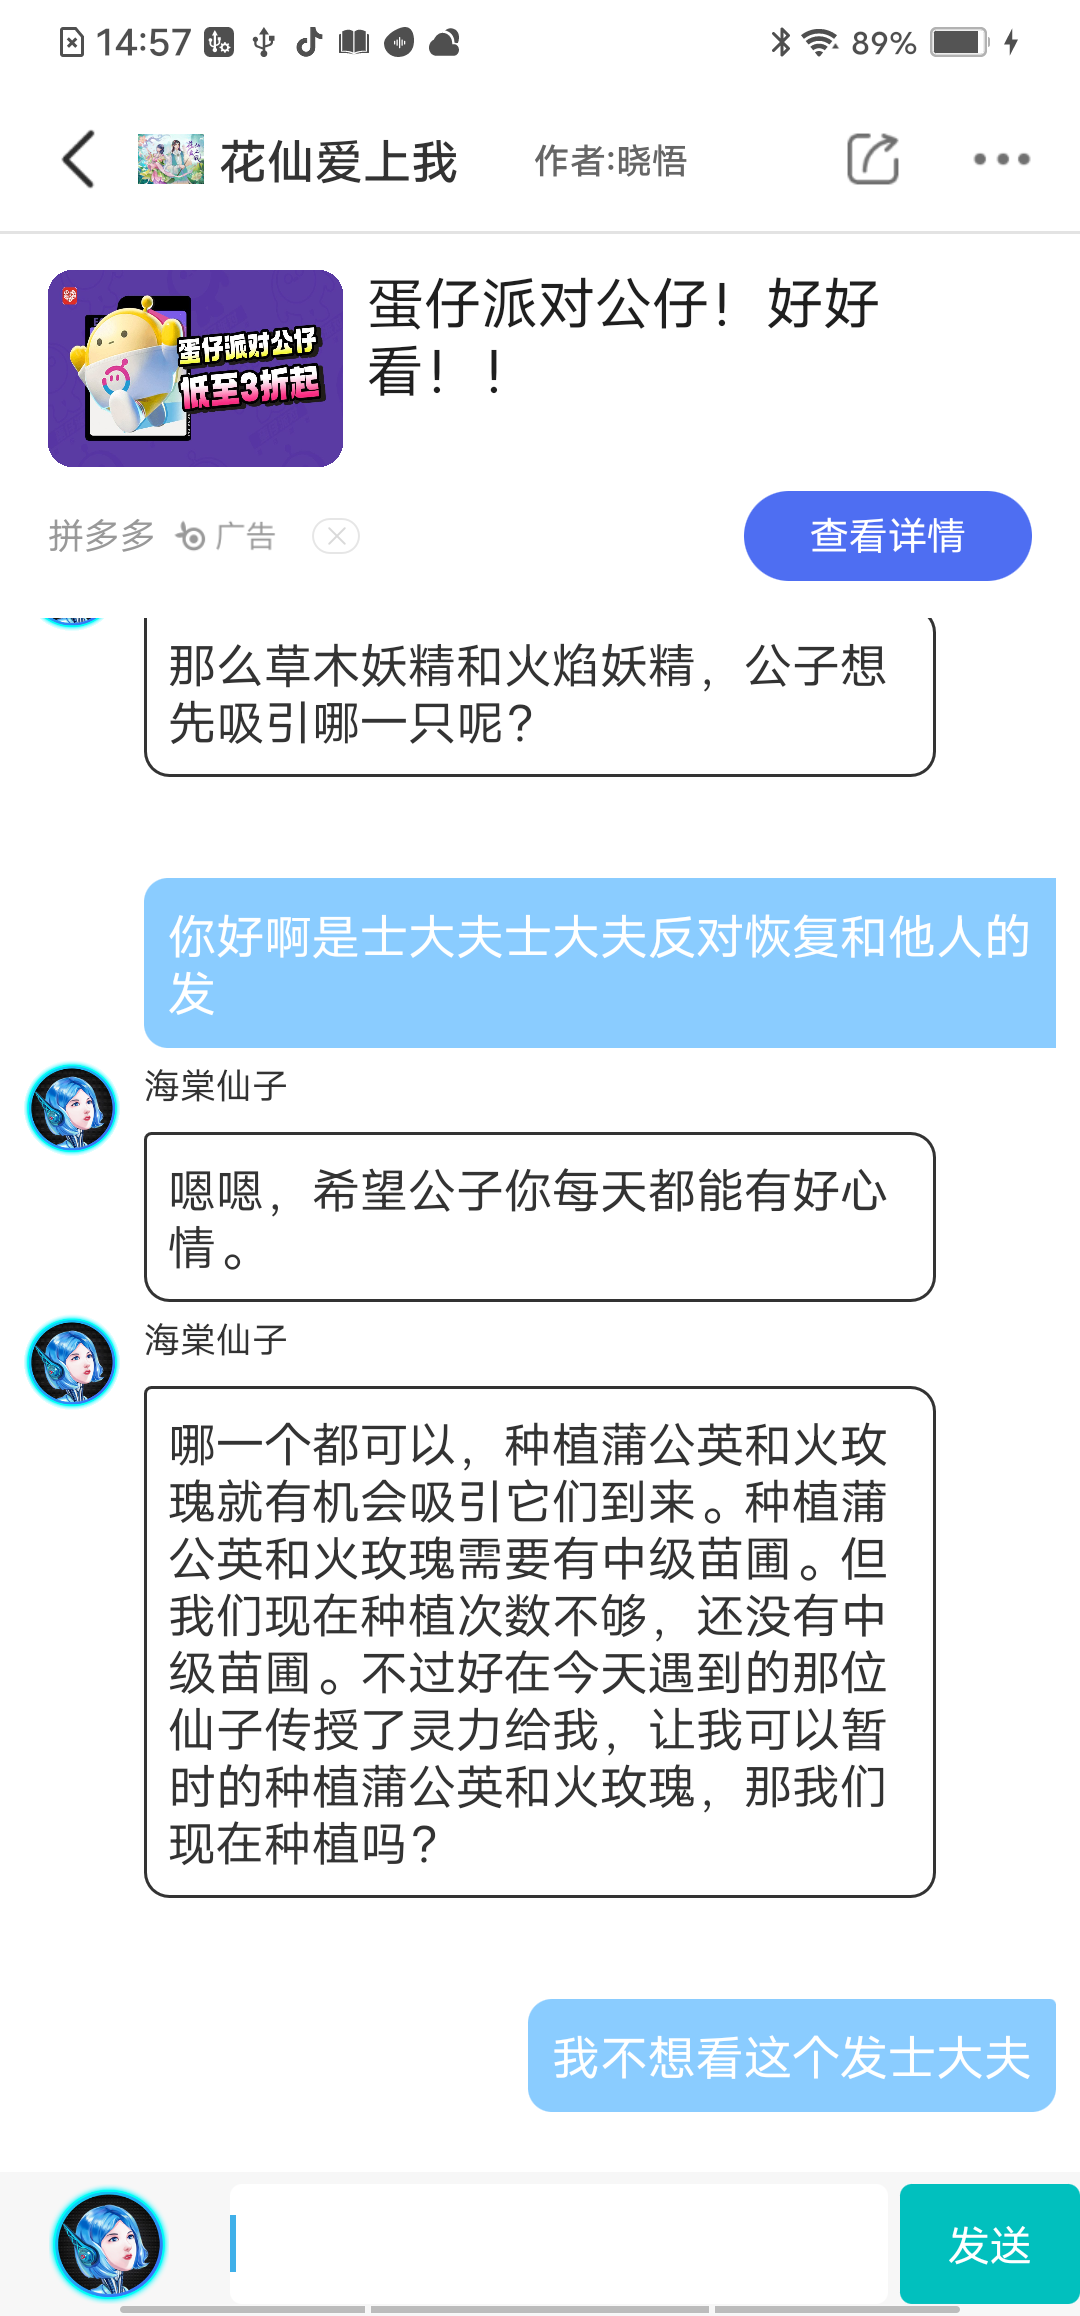 14:57
89%
花仙爱上我
作者:晓悟
蛋仔派对公仔
低至3折起
蛋仔派对公仔！好好
看！！
拼多多
广告
查看详情
那么草木妖精和火焰妖精，公子想
先吸引哪一只呢？
你好啊是士大夫士大夫反对恢复和他人的
发
海棠仙子
嗯嗯，希望公子你每天都能有好心
情。
海棠仙子
哪一个都可以，种植蒲公英和火玫
瑰就有机会吸引它们到来。种植蒲
公英和火玫瑰需要有中级苗圃。但
我们现在种植次数不够，还没有中
级苗圃。不过好在今天遇到的那位
仙子传授了灵力给我，让我可以暂
时的种植蒲公英和火玫瑰，那我们
现在种植吗？
我不想看这个发士大夫
发送